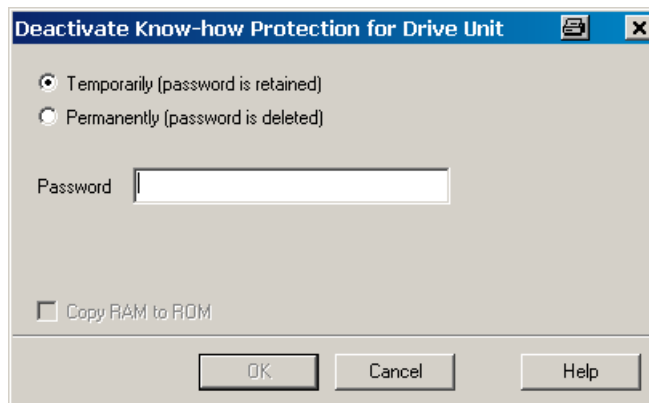 Deactivate Know-how Protection for Drive Unit
Temporarily (password is retained)
Permanently (password is deleted)
Password
Copy RAM to ROM
OK Cancel Help